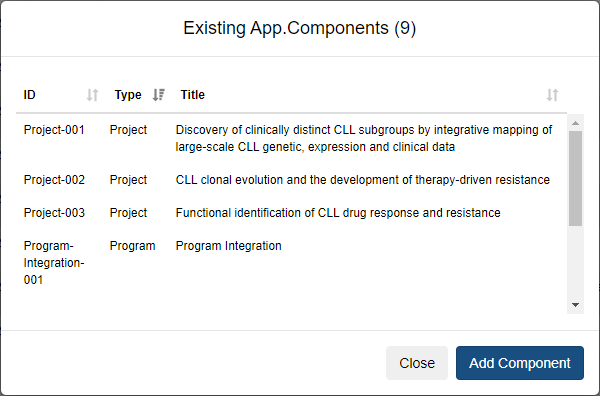 Existing App.Components (9)
ID Type Title
Project-001 Project Discovery of clinically distinct CLL subgroups by integrative mapping of
large-scale CLL genetic, expression and clinical data
Project-002 Project CLL clonal evolution and the development of therapy-driven resistance
Project-003 Project Functional identification of CLL drug response and resistance
Program- Program Program Integration
Integration-
001
Close Add Component